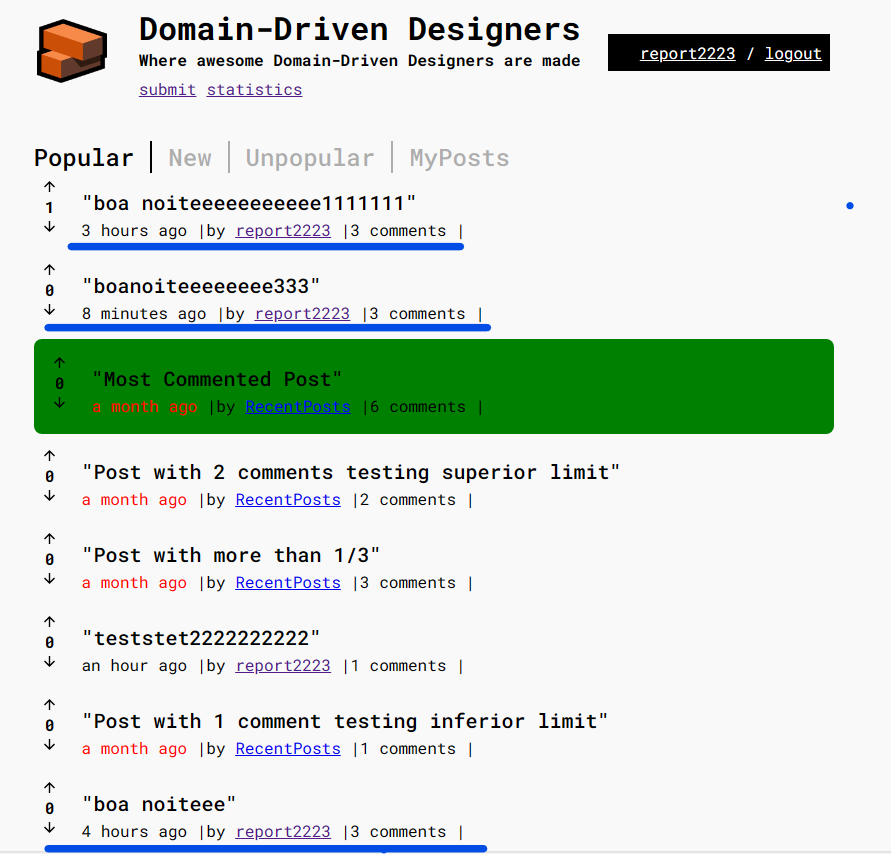 Domain-Driven Designers
Where awesome Domain-Driven Designers are made
submit statistics
report2223 / logout
Popular | New | Unpopular | MyPosts
↑
1
↓
"boa noiteeeeeeeeeee1111111"
3 hours ago |by report2223 |3 comments |
↑
0
↓
"boanoiteeeeeeee333"
8 minutes ago |by report2223 |3 comments |
↑
0
↓
"Most Commented Post"
a month ago |by RecentPosts |6 comments |
↑
0
↓
"Post with 2 comments testing superior limit"
a month ago |by RecentPosts |2 comments |
↑
0
↓
"Post with more than 1/3"
a month ago |by RecentPosts |3 comments |
↑
0
↓
"teststet2222222222"
an hour ago |by report2223 |1 comments |
↑
0
↓
"Post with 1 comment testing inferior limit"
a month ago |by RecentPosts |1 comments |
↑
0
↓
"boa noiteee"
4 hours ago |by report2223 |3 comments |